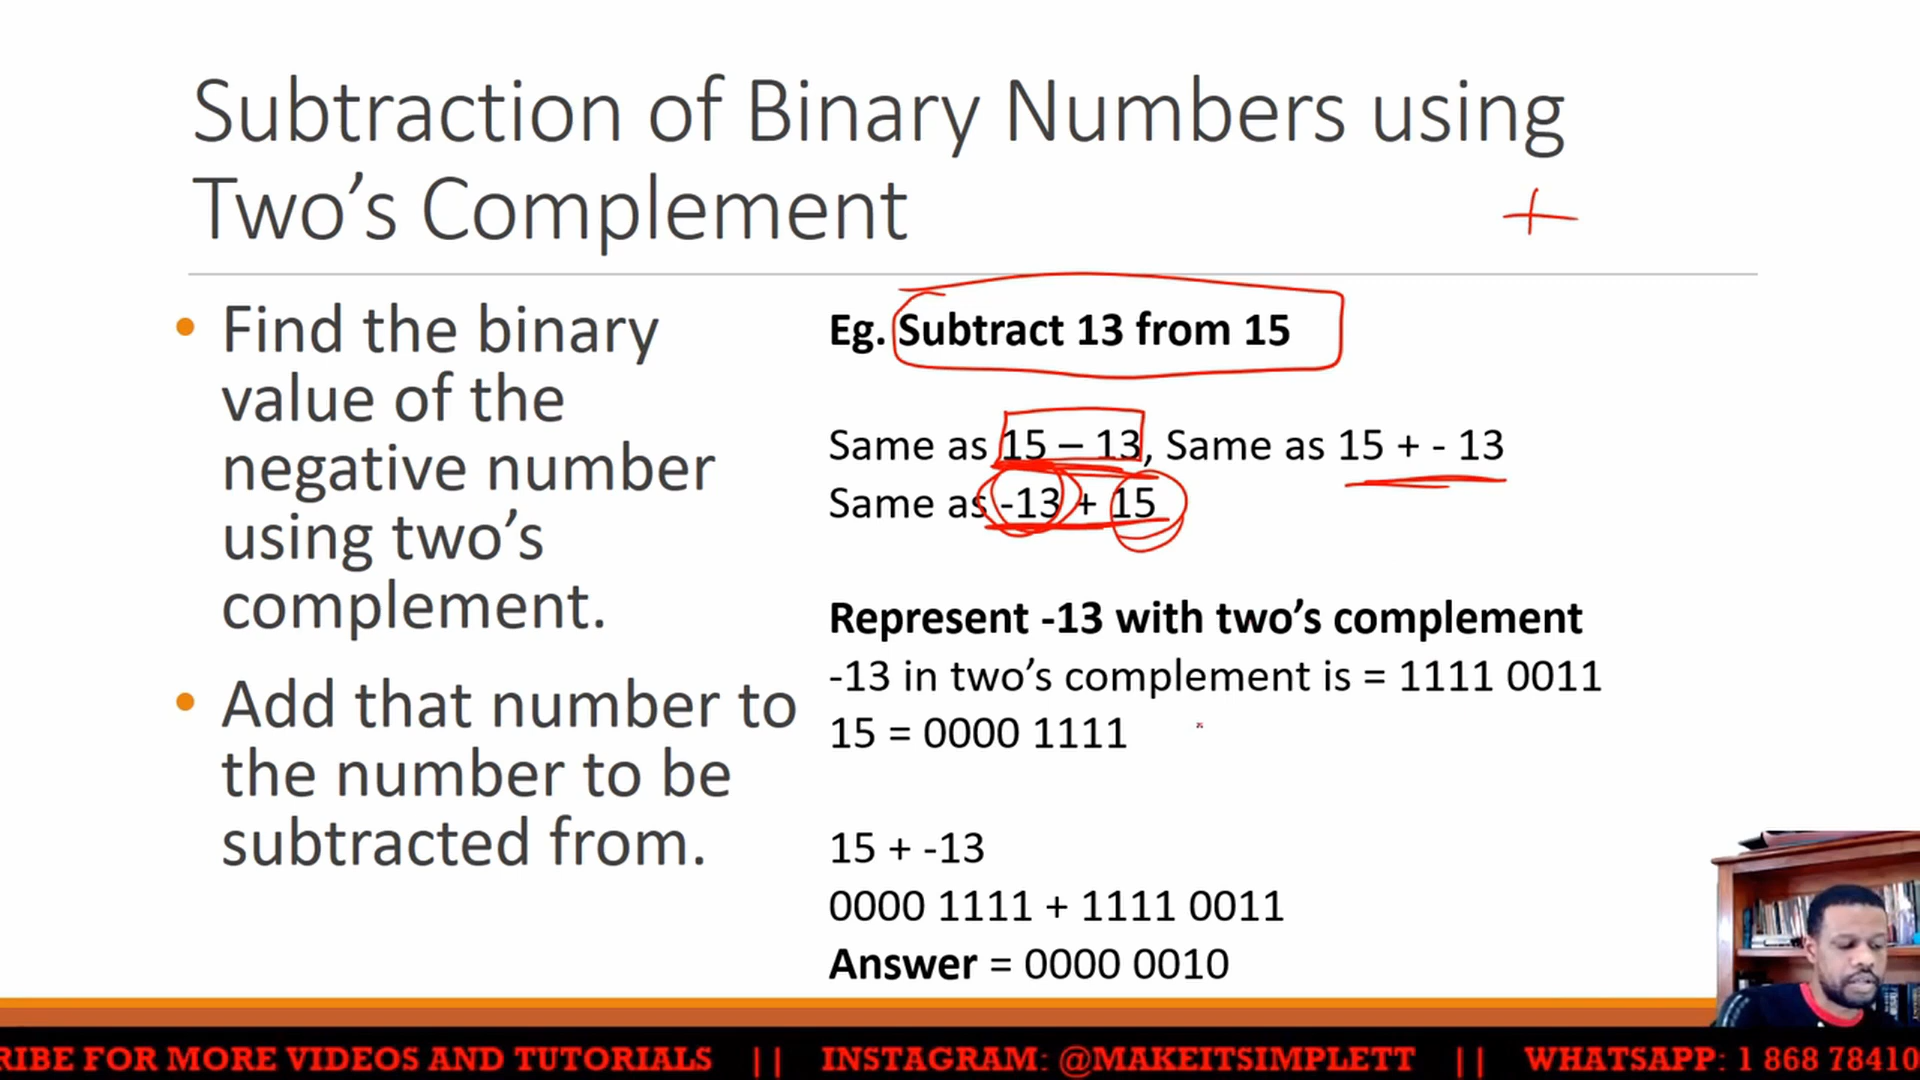 Subtraction of Binary Numbers using
Two’s Complement
+
• Find the binary
value of the
negative number
using two’s
complement.
• Add that number to
the number to be
subtracted from.
Eg. Subtract 13 from 15
Same as 15 – 13, Same as 15 + - 13
Same as -13 + 15
Represent -13 with two’s complement
-13 in two’s complement is = 1111 0011
15 = 0000 1111
15 + -13
0000 1111 + 1111 0011
Answer = 0000 0010
RIBE FOR MORE VIDEOS AND TUTORIALS || INSTAGRAM: @MAKEITSIMPLETT || WHATSAPP: 1 868 78410